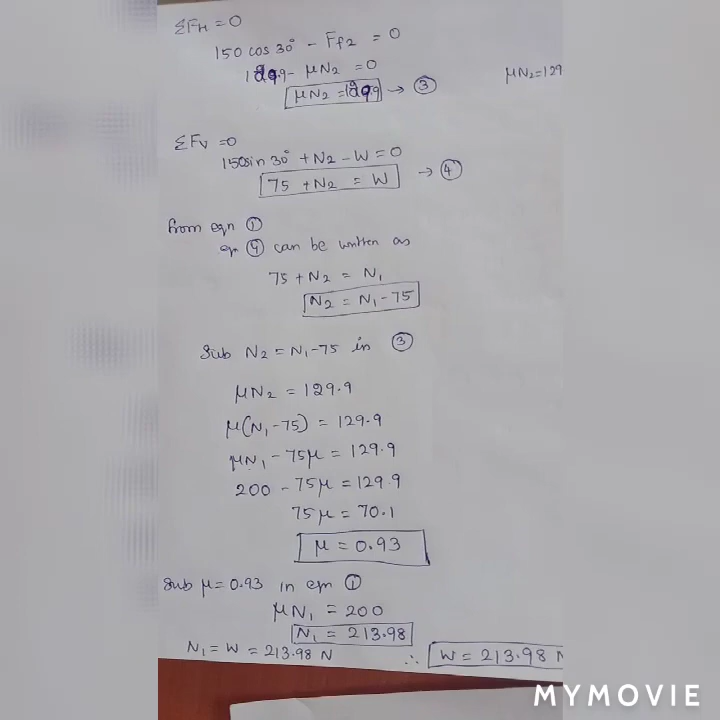 ΣFH = 0
150 cos 30° - Ff2 = 0
129.9 - μN2 = 0
μN2 = 129.9 → ③ μN2 = 129
ΣFV = 0
150sin 30° + N2 - W = 0
75 + N2 = W → ④
from eqn ①
eqn ④ can be written as
75 + N2 = N1
N2 = N1 - 75
Sub N2 = N1 - 75 in ③
μN2 = 129.9
μ(N1 - 75) = 129.9
μN1 - 75μ = 129.9
200 - 75μ = 129.9
75μ = 70.1
μ = 0.93
Sub μ = 0.93 in eqn ①
μN1 = 200
N1 = 213.98
N1 = W = 213.98 N ∴ W = 213.98 N
MYMOVIE